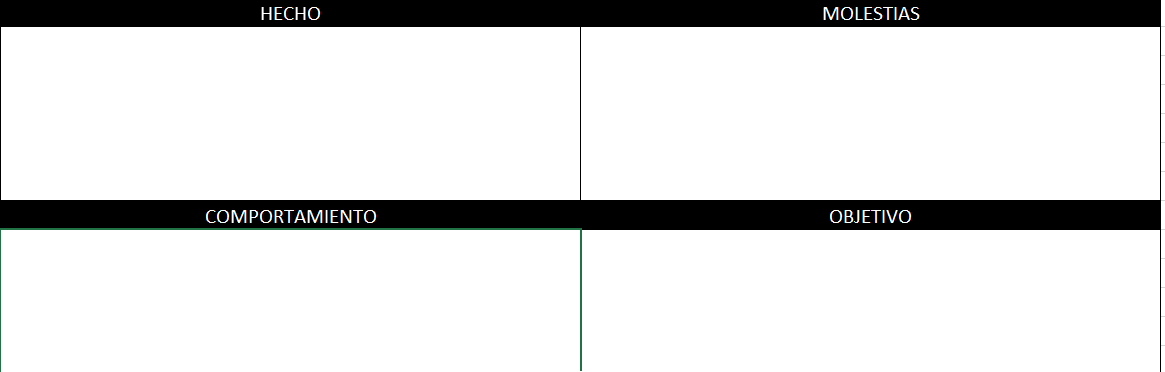 HECHO
MOLESTIAS
COMPORTAMIENTO
OBJETIVO